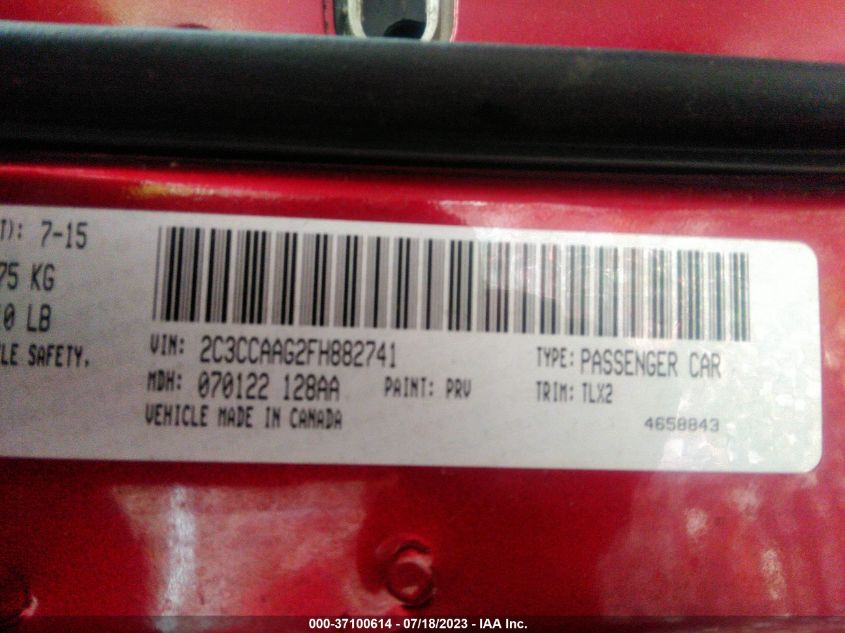 T): 7-15
75 KG
0 LB
LE SAFETY,
VIN: 2C3CCAAG2FH882741
TYPE: PASSENGER CAR
MDH: 070122 128AA
PAINT: PRV
TRIM: TLX2
VEHICLE MADE IN CANADA
4658843
000-37100614 - 07/18/2023 - IAA Inc.